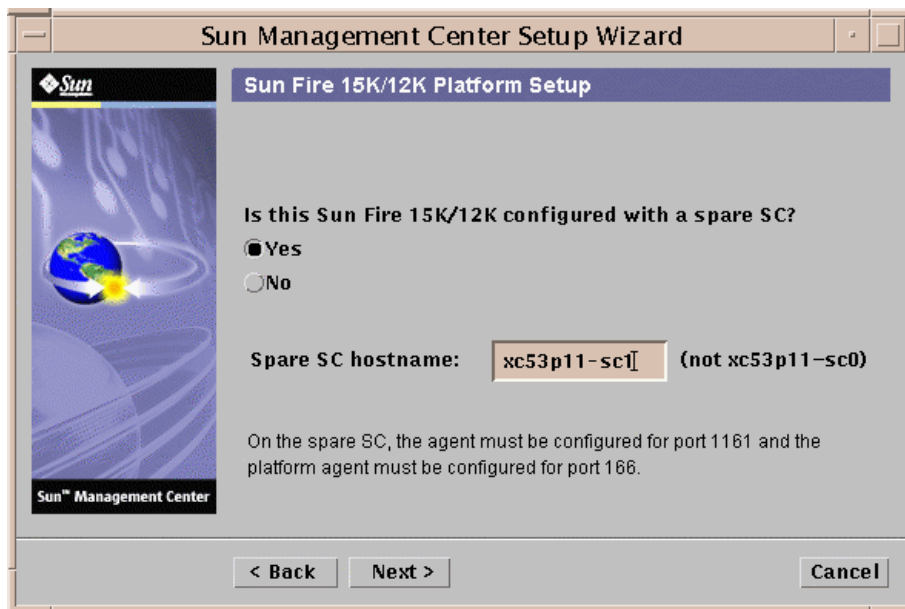 Sun Management Center Setup Wizard
Sun
Sun Fire 15K/12K Platform Setup
Is this Sun Fire 15K/12K configured with a spare SC?
Yes
No
Spare SC hostname: xc53p11-sc1 (not xc53p11-sc0)
On the spare SC, the agent must be configured for port 1161 and the
platform agent must be configured for port 166.
Sun™ Management Center
< Back Next > Cancel